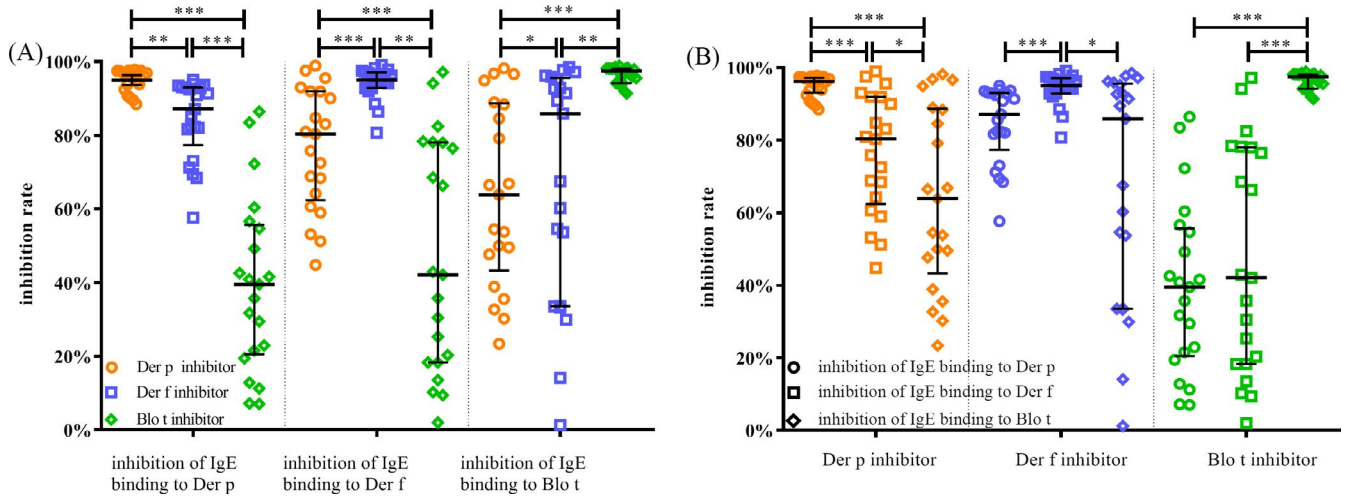 (A)
***
** ***
***
*** **
***
* **
inhibition rate
100%
80%
60%
40%
20%
0%
Der p inhibitor
Der f inhibitor
Blo t inhibitor
inhibition of IgE
binding to Der p
inhibition of IgE
binding to Der f
inhibition of IgE
binding to Blo t
(B)
***
*** *
*** *
***
***
inhibition rate
100%
80%
60%
40%
20%
0%
inhibition of IgE binding to Der p
inhibition of IgE binding to Der f
inhibition of IgE binding to Blo t
Der p inhibitor
Der f inhibitor
Blo t inhibitor